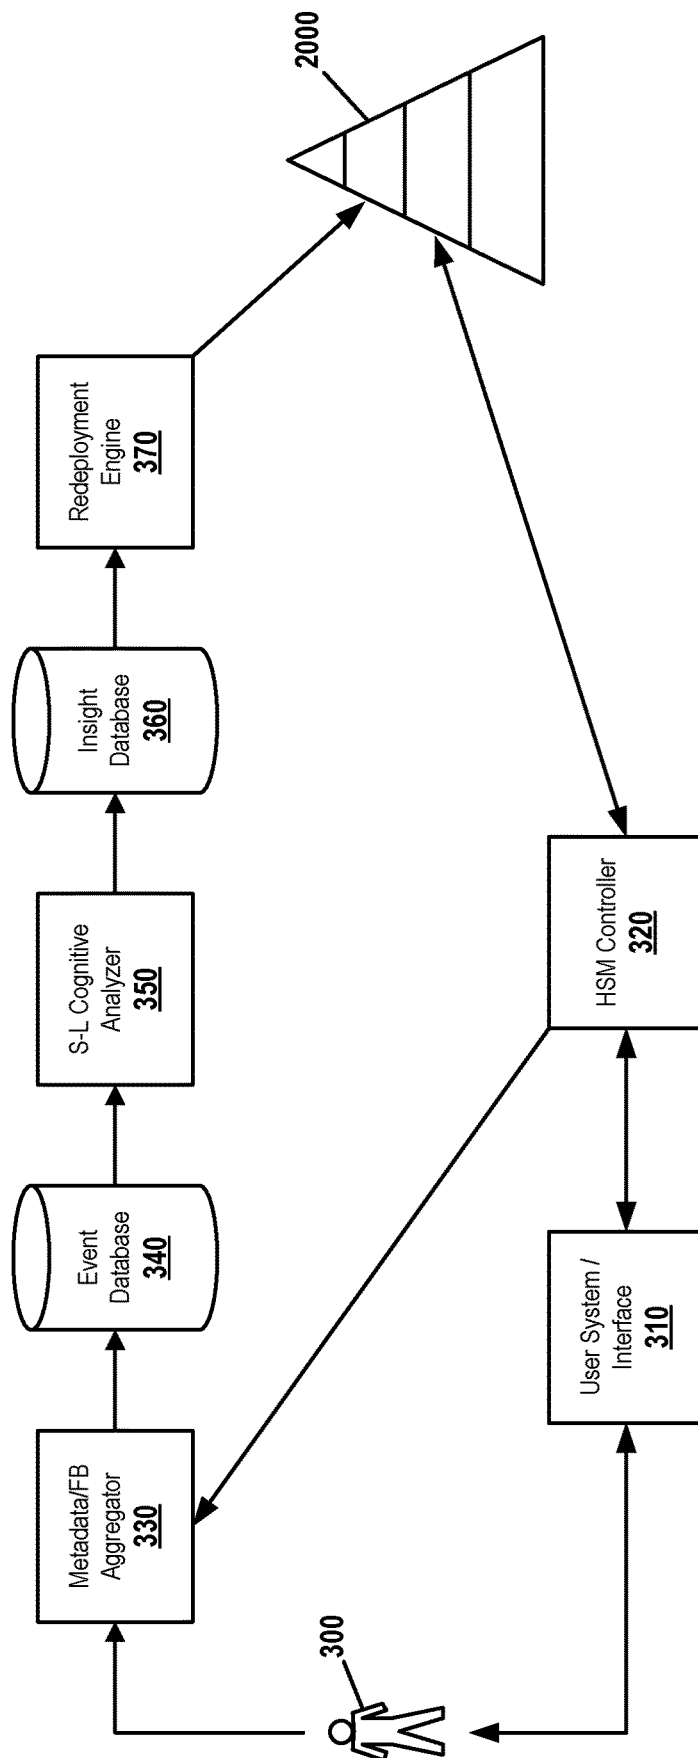 Metadata/FB
Aggregator
330
Event
Database
340
S-L Cognitive
Analyzer
350
Insight
Database
360
Redeployment
Engine
370
2000
300
User System /
Interface
310
HSM Controller
320